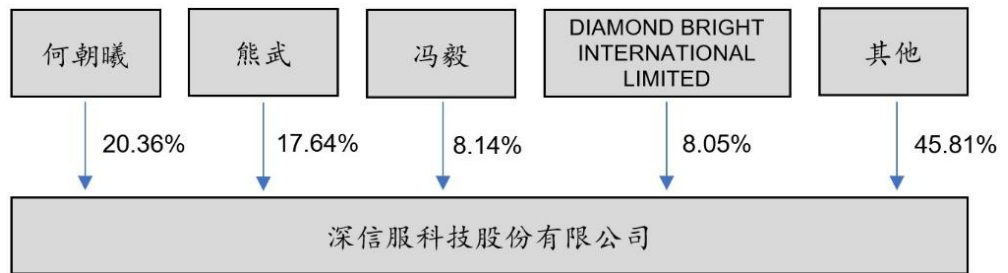 何朝曦
熊武
冯毅
DIAMOND BRIGHT
INTERNATIONAL
LIMITED
其他
20.36%
17.64%
8.14%
8.05%
45.81%
深信服科技股份有限公司